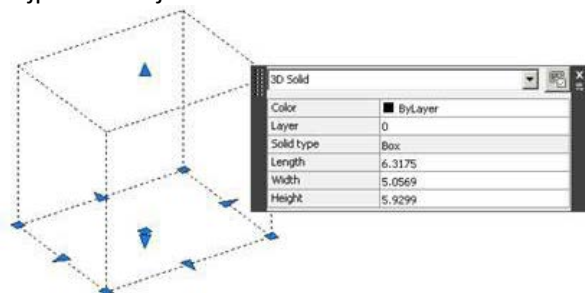 3D Solid
Color ByLayer
Layer 0
Solid type Box
Length 6.3175
Width 5.0569
Height 5.9299